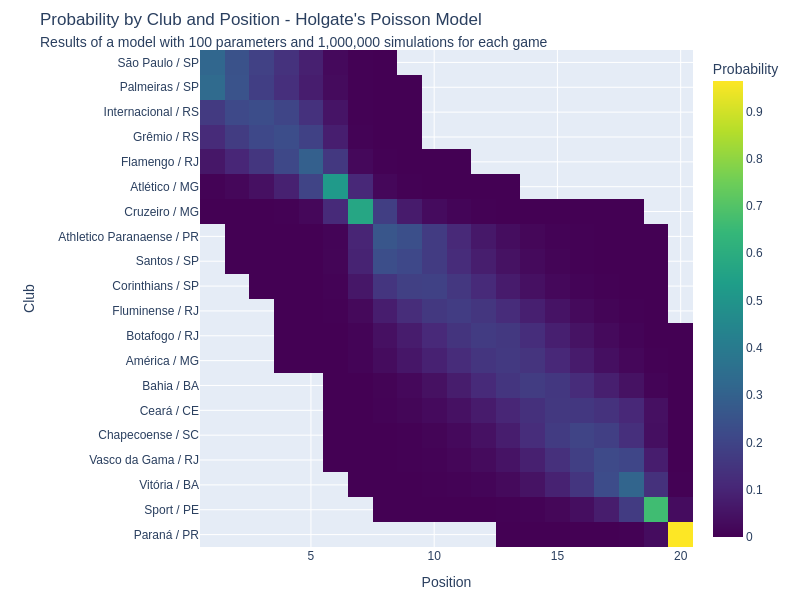 Probability by Club and Position - Holgate's Poisson Model
Results of a model with 100 parameters and 1,000,000 simulations for each game
Probability
São Paulo / SP
Palmeiras / SP
Internacional / RS
Grêmio / RS
Flamengo / RJ
Atlético / MG
Cruzeiro / MG
Athletico Paranaense / PR
Santos / SP
Corinthians / SP
Fluminense / RJ
Botafogo / RJ
América / MG
Bahia / BA
Ceará / CE
Chapecoense / SC
Vasco da Gama / RJ
Vitória / BA
Sport / PE
Paraná / PR
Club
5
10
15
20
Position
0.9
0.8
0.7
0.6
0.5
0.4
0.3
0.2
0.1
0